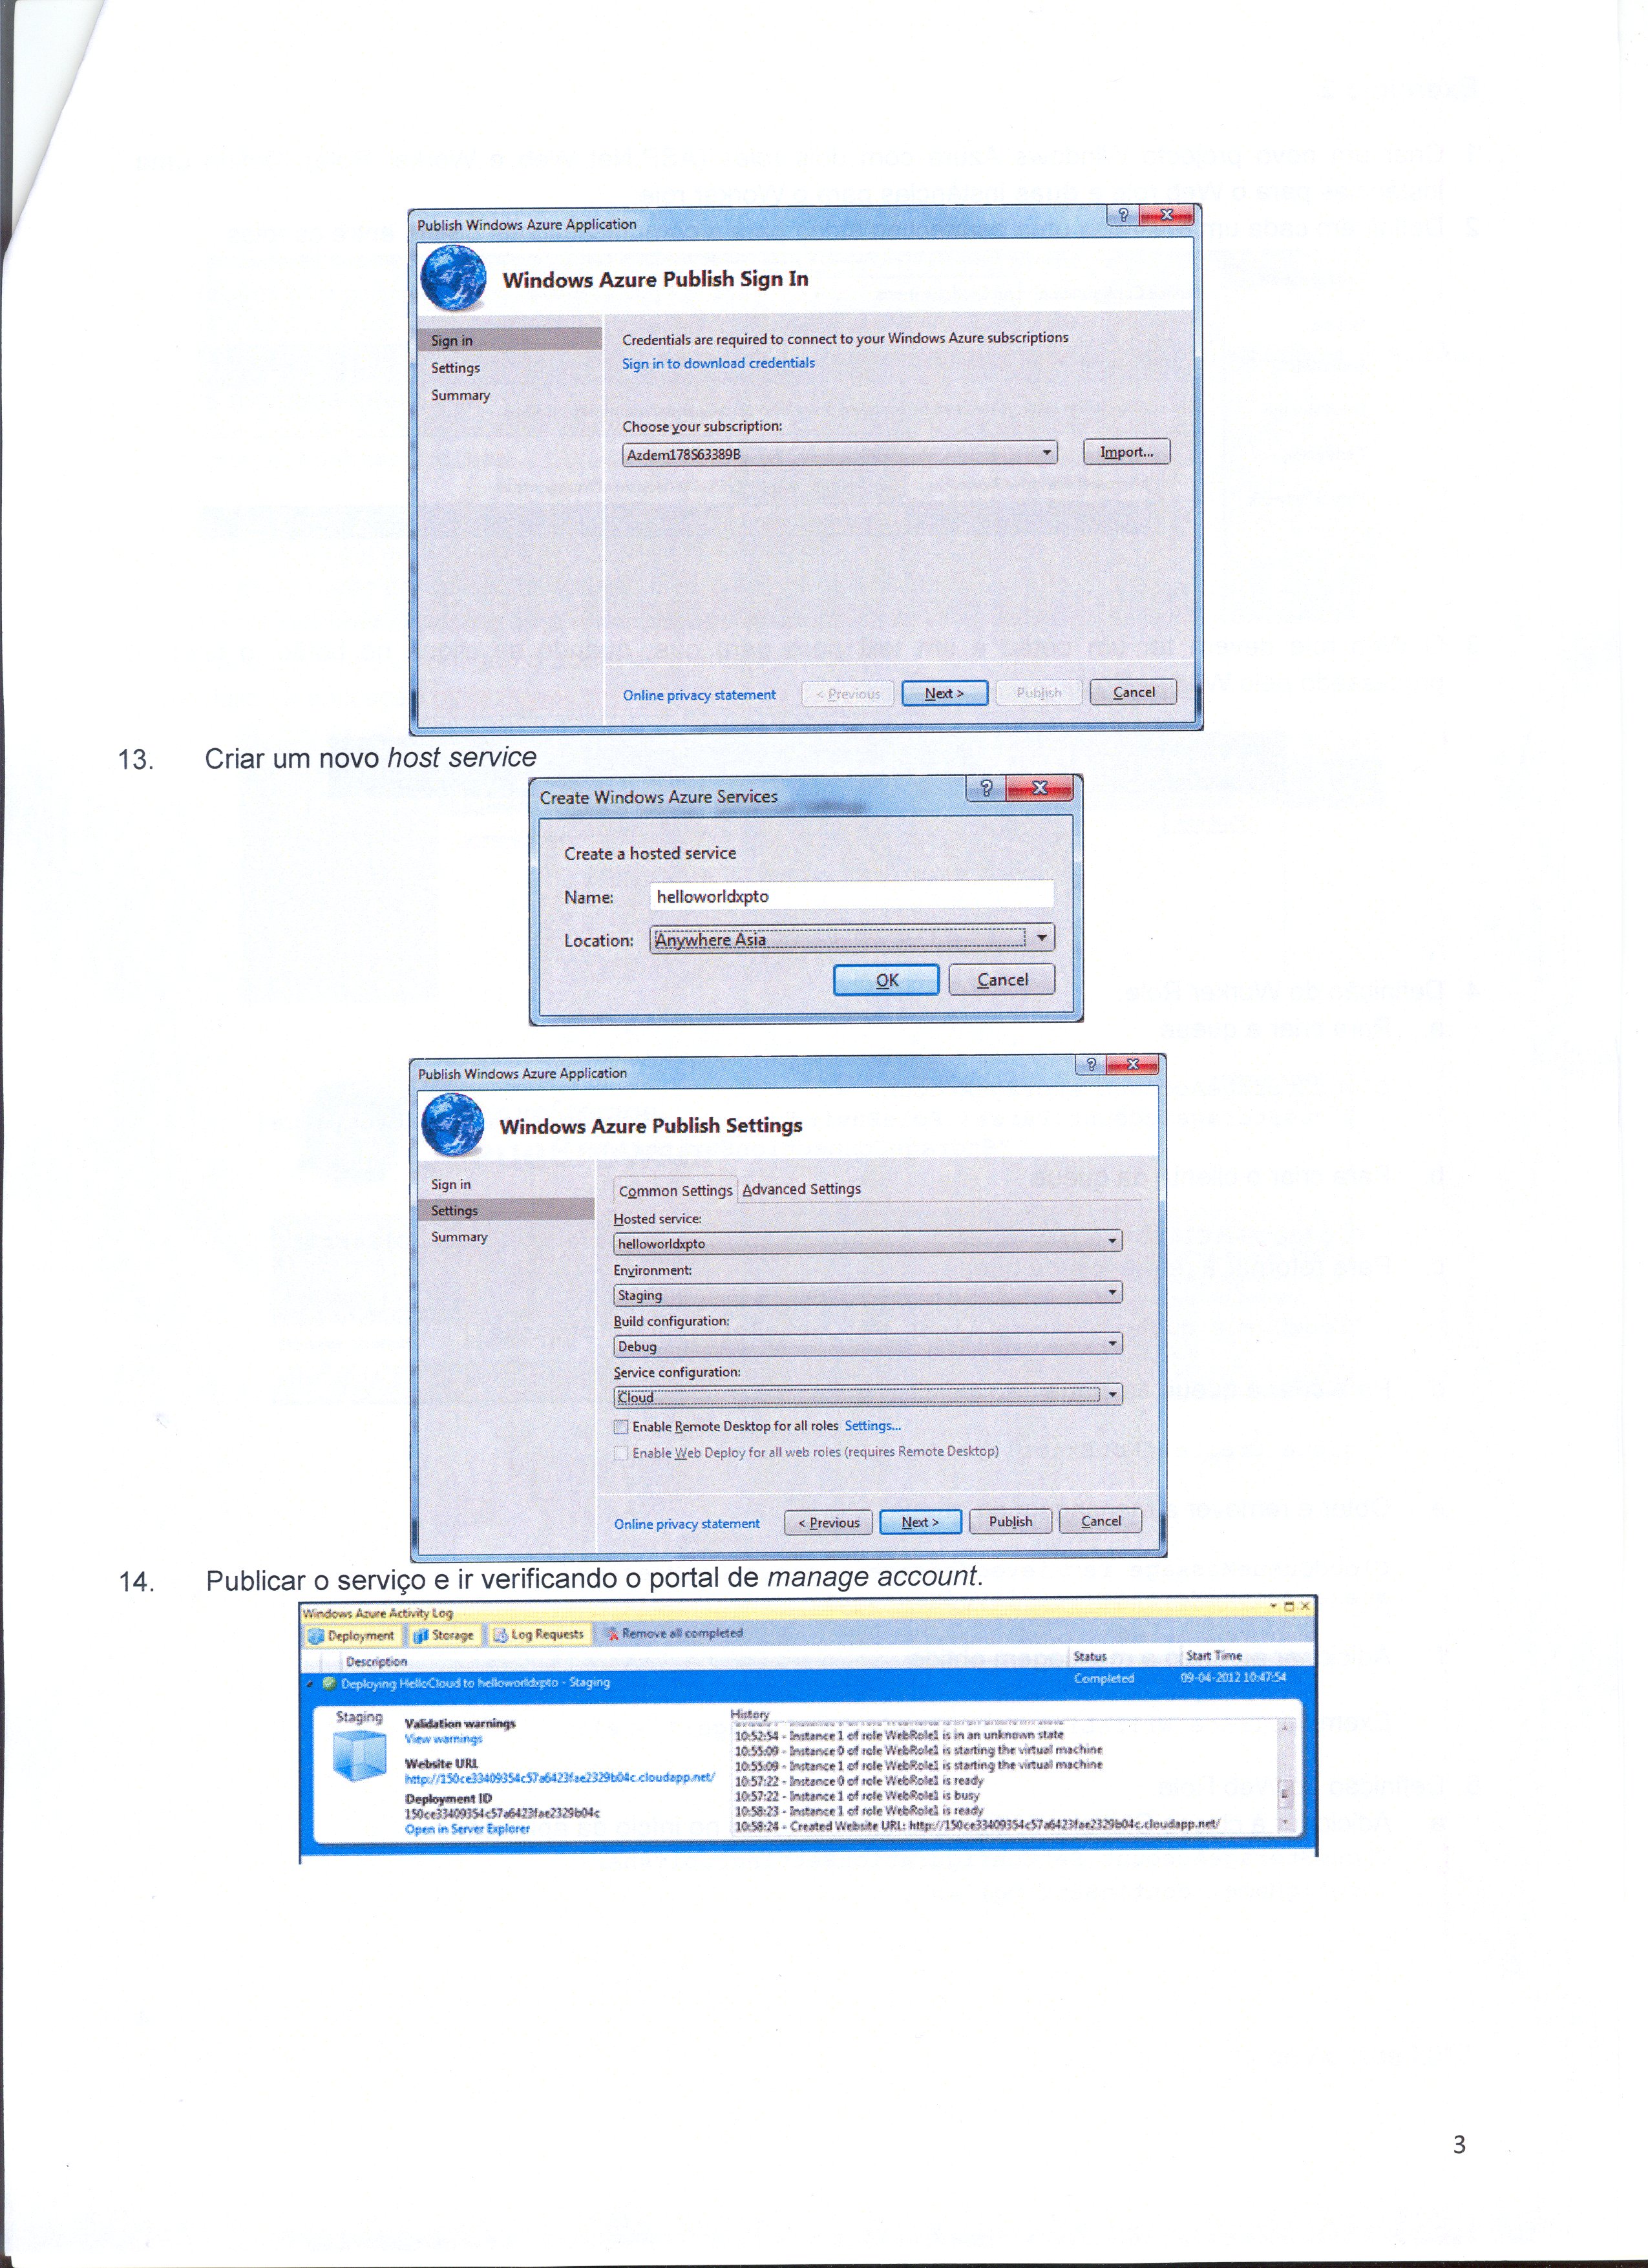 Publish Windows Azure Application
Windows Azure Publish Sign In
Sign in
Settings
Summary
Credentials are required to connect to your Windows Azure subscriptions
Sign in to download credentials
Choose your subscription:
Azdem178S63389B
Import...
Online privacy statement
< Previous
Next >
Publish
Cancel
13. Criar um novo host service
Create Windows Azure Services
Create a hosted service
Name: helloworldxpto
Location: Anywhere Asia
OK
Cancel
Publish Windows Azure Application
Windows Azure Publish Settings
Sign in
Settings
Summary
Common Settings Advanced Settings
Hosted service:
helloworldxpto
Environment:
Staging
Build configuration:
Debug
Service configuration:
Cloud
Enable Remote Desktop for all roles Settings...
Enable Web Deploy for all web roles (requires Remote Desktop)
Online privacy statement
< Previous
Next >
Publish
Cancel
14. Publicar o serviço e ir verificando o portal de manage account.
Windows Azure Activity Log
Deployment Storage Log Requests Remove all completed
Description Status Start Time
Deploying HelloCloud to helloworldxpto - Staging Completed 09-04-2012 10:47:54
Staging
Validation warnings
View warnings
Website URL
http://150ce33409354c57a6423fae2329b04c.cloudapp.net/
Deployment ID
150ce33409354c57a6423fae2329b04c
Open in Server Explorer
History
10:52:54 - Instance 1 of role WebRole1 is in an unknown state
10:55:09 - Instance 0 of role WebRole1 is starting the virtual machine
10:55:09 - Instance 1 of role WebRole1 is starting the virtual machine
10:57:22 - Instance 0 of role WebRole1 is ready
10:57:22 - Instance 1 of role WebRole1 is busy
10:58:23 - Instance 1 of role WebRole1 is ready
10:58:24 - Created Website URL: http://150ce33409354c57a6423fae2329b04c.cloudapp.net/
3